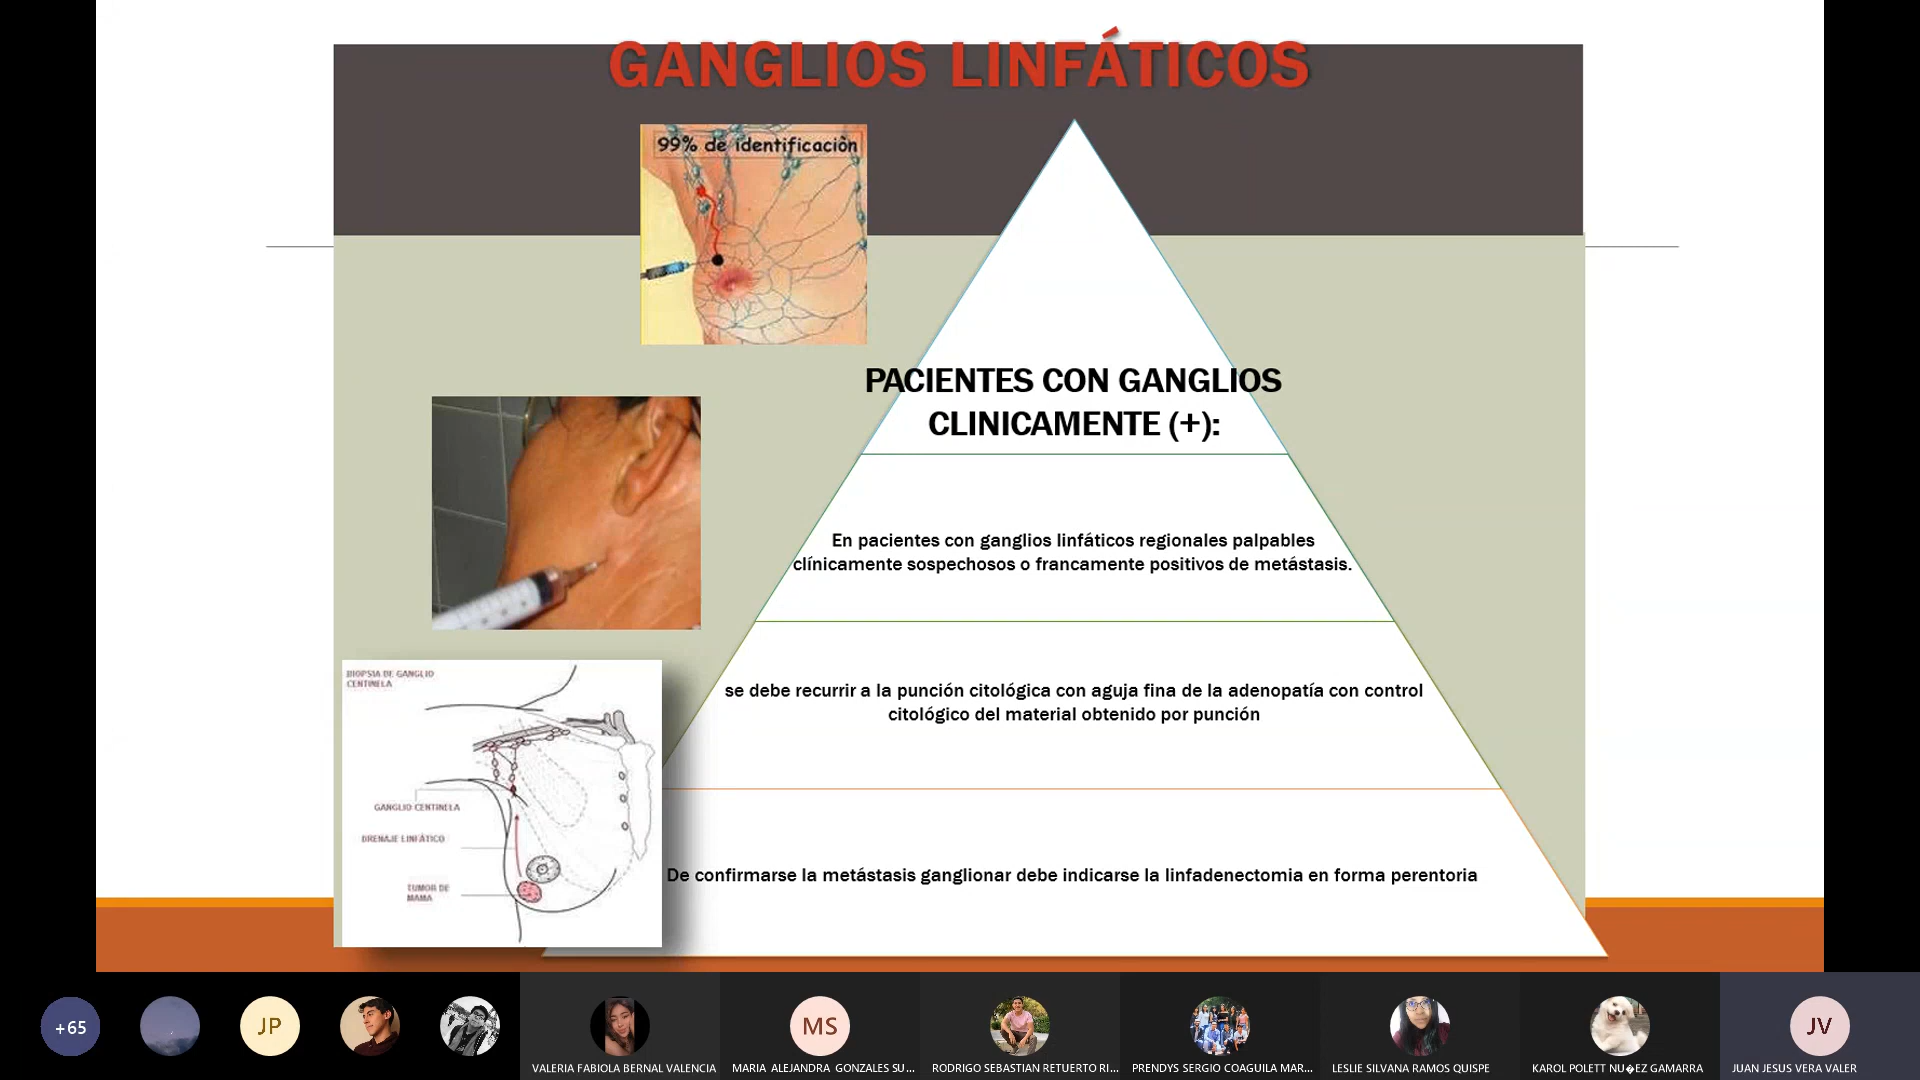 GANGLIOS LINFÁTICOS
99% de identificaciòn
PACIENTES CON GANGLIOS
CLINICAMENTE (+):
En pacientes con ganglios linfáticos regionales palpables
clínicamente sospechosos o francamente positivos de metástasis.
se debe recurrir a la punción citológica con aguja fina de la adenopatía con control
citológico del material obtenido por punción
De confirmarse la metástasis ganglionar debe indicarse la linfadenectomia en forma perentoria
BIOPSIA DE GANGLIO
CENTINELA
GANGLIO CENTINELA
DRENAJE LINFÁTICO
TUMOR DE
MAMA
+65
JP
VALERIA FABIOLA BERNAL VALENCIA
MS
MARIA ALEJANDRA GONZALES SU...
RODRIGO SEBASTIAN RETUERTO RI...
PRENDYS SERGIO COAGUILA MAR...
LESLIE SILVANA RAMOS QUISPE
KAROL POLETT NU�EZ GAMARRA
JV
JUAN JESUS VERA VALER